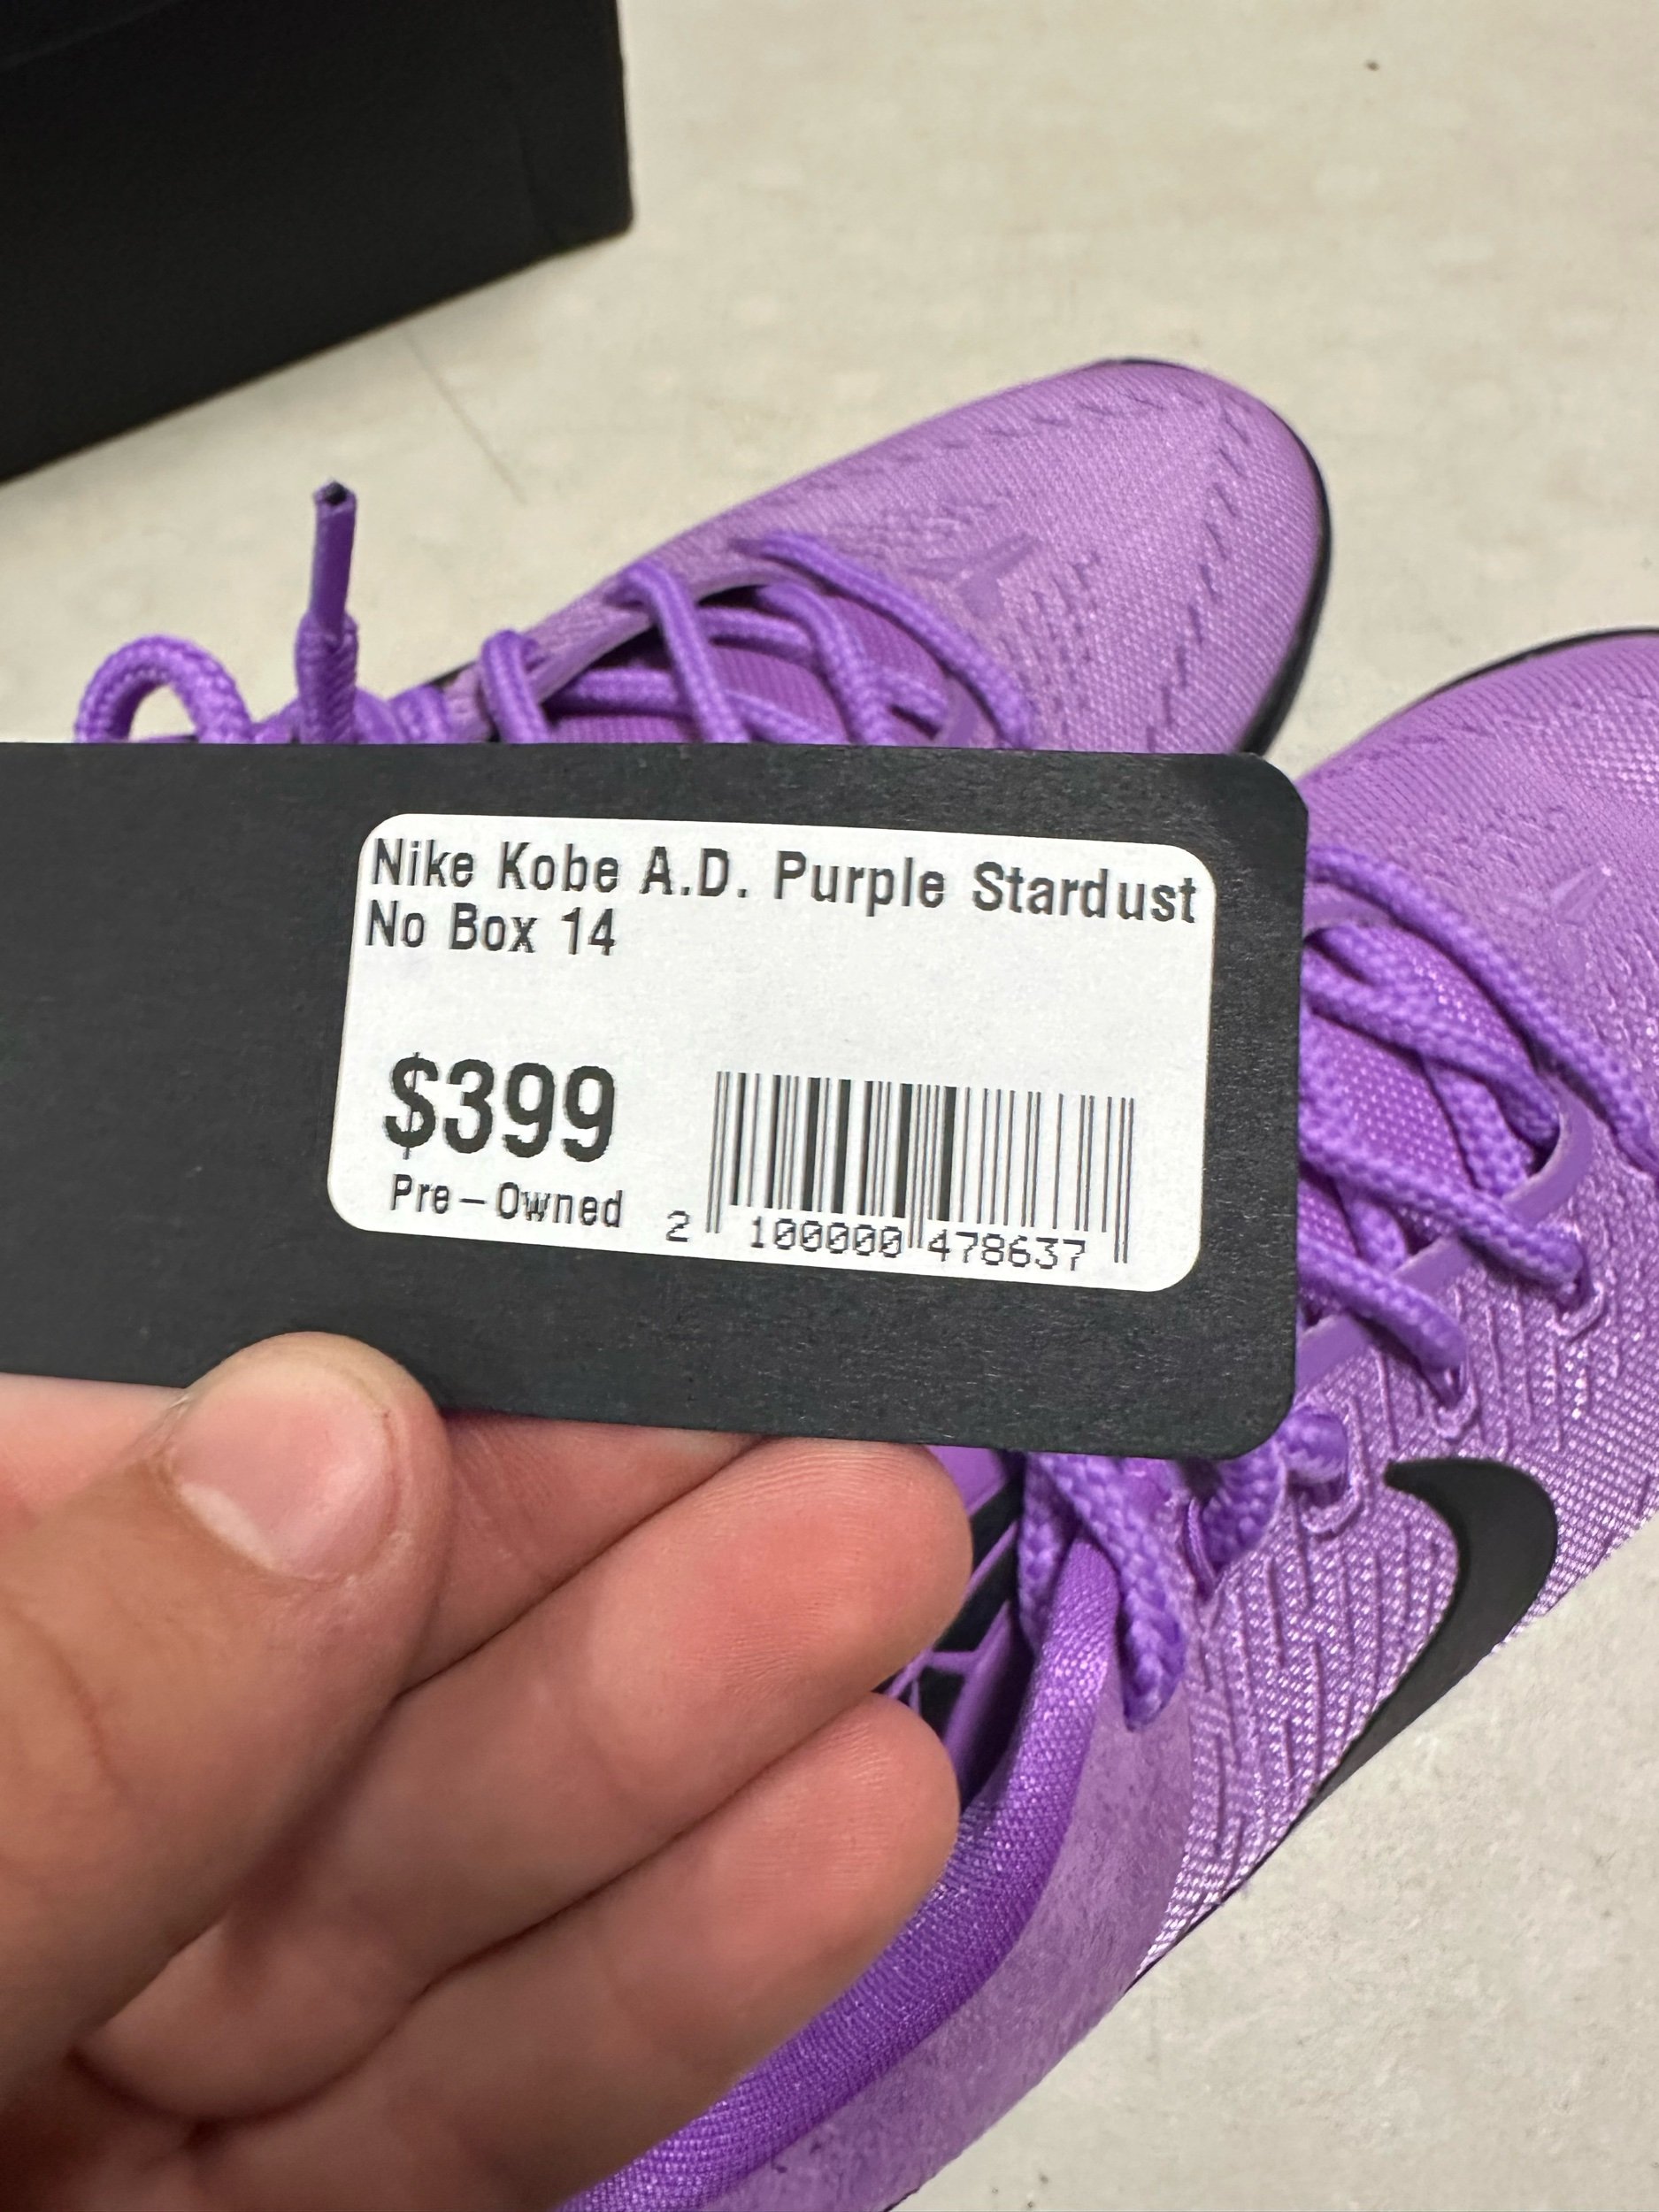 Nike Kobe A.D. Purple Stardust
No Box 14
$399
Pre-Owned
2 100000 478637